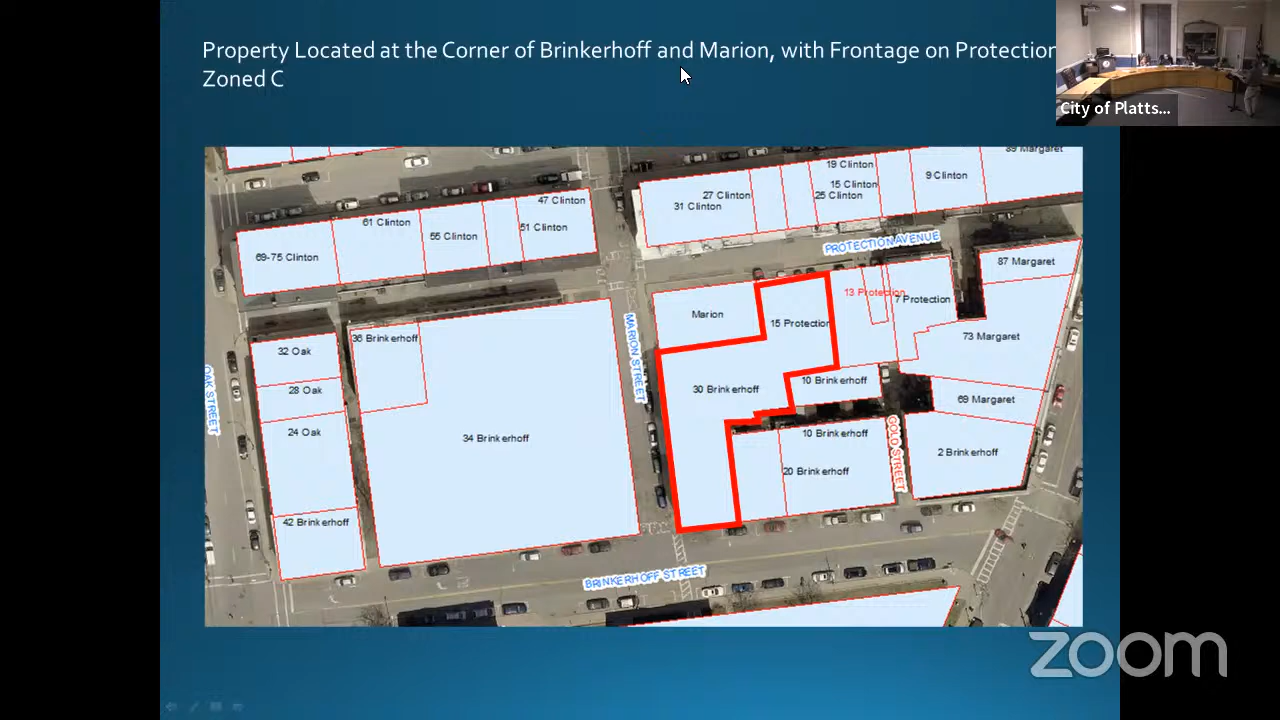 Property Located at the Corner of Brinkerhoff and Marion, with Frontage on Protection
Zoned C
City of Platts...
89 Margaret
19 Clinton
9 Clinton
15 Clinton
27 Clinton
25 Clinton
31 Clinton
47 Clinton
61 Clinton
51 Clinton
55 Clinton
69-75 Clinton
PROTECTION AVENUE
87 Margaret
13 Protection
7 Protection
Marion
15 Protection
MARION STREET
73 Margaret
36 Brinkerhoff
32 Oak
28 Oak
30 Brinkerhoff
10 Brinkerhoff
69 Margaret
OAK STREET
24 Oak
34 Brinkerhoff
10 Brinkerhoff
GOLD STREET
2 Brinkerhoff
20 Brinkerhoff
42 Brinkerhoff
BRINKERHOFF STREET
zoom